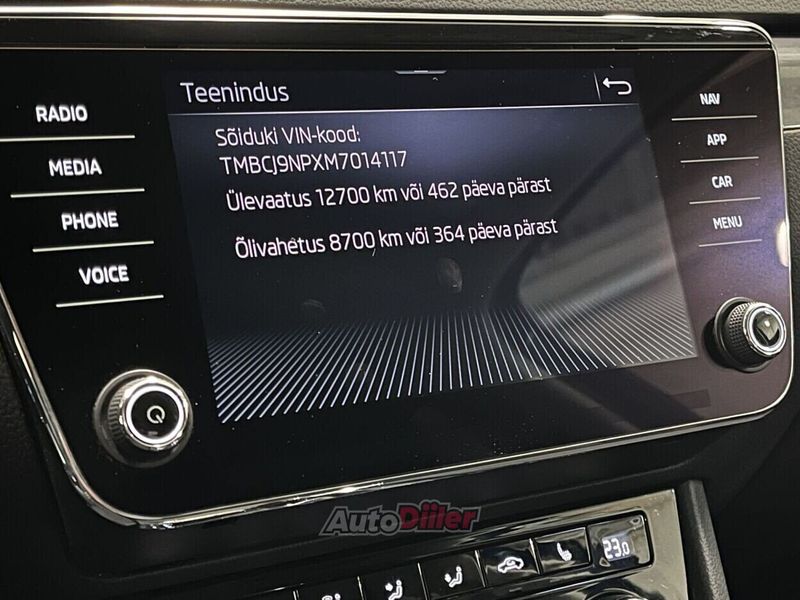 Teenindus
RADIO
MEDIA
PHONE
VOICE
Sõiduki VIN-kood:
TMBCJ9NPXM7014117
Ülevaatus 12700 km või 462 päeva pärast
Õlivahetus 8700 km või 364 päeva pärast
NAV
APP
CAR
MENU
AutoDiiler
23.0